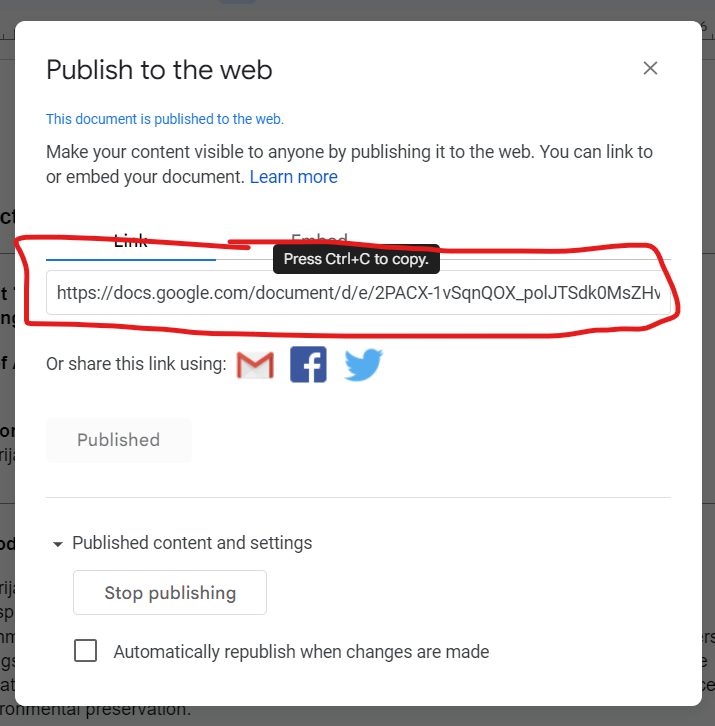 Publish to the web
This document is published to the web.
Make your content visible to anyone by publishing it to the web. You can link to
or embed your document. Learn more
Link Embed
Press Ctrl+C to copy.
https://docs.google.com/document/d/e/2PACX-1vSqnQOX_polJTSdk0MsZHv
Or share this link using:
Published
Published content and settings
Stop publishing
Automatically republish when changes are made
ronmental preservation.